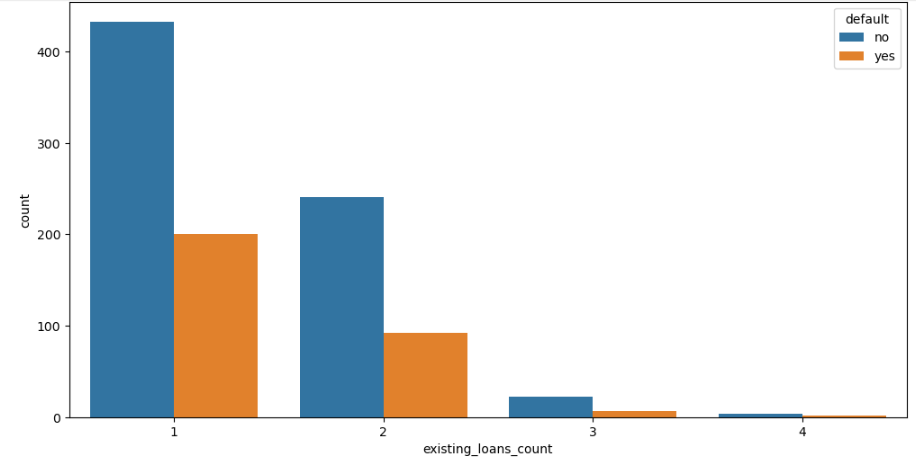 default
no
yes
400
300
200
100
0
count
1 2 3 4
existing_loans_count